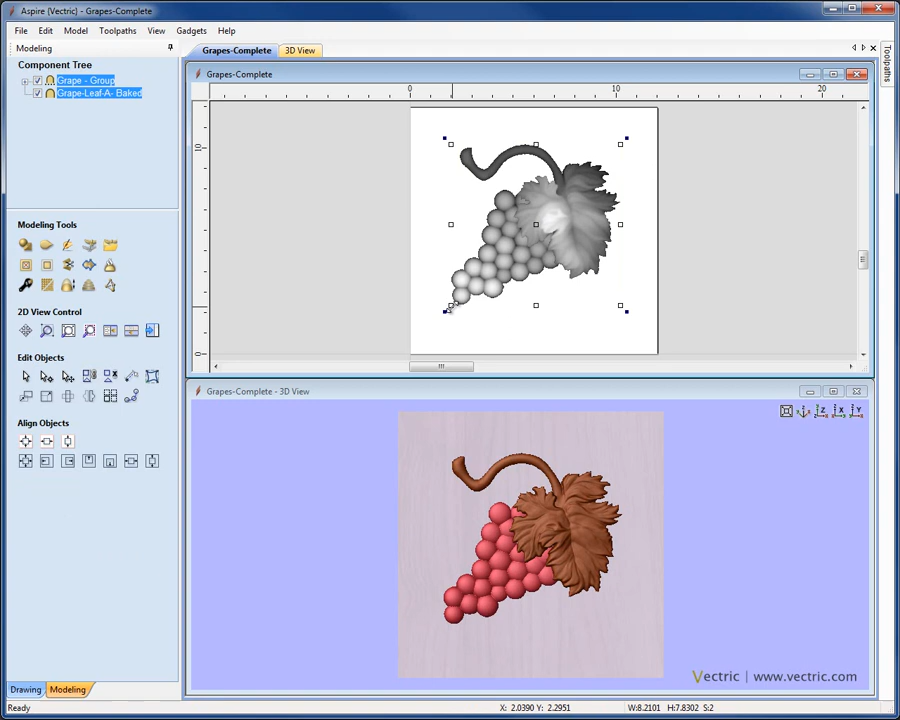 Aspire {Vectric} - Grapes-Complete
File Edit Model Toolpaths View Gadgets Help
Modeling
Component Tree
Grape - Group
Grape-Leaf-A- Baked
Modeling Tools
2D View Control
Edit Objects
Align Objects
Drawing Modeling
Grapes-Complete 3D View
Grapes-Complete
0 10 20
10
0
Grapes-Complete - 3D View
Z X Y
Vectric | www.vectric.com
Toolpaths
Ready X: 2.0390 Y: 2.2951 W:8.2101 H:7.8302 S:2